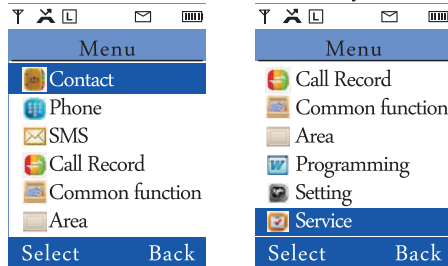 L
Menu
Contact
Phone
SMS
Call Record
Common function
Area
Select Back
L
Menu
Call Record
Common function
Area
Programming
Setting
Service
Select Back